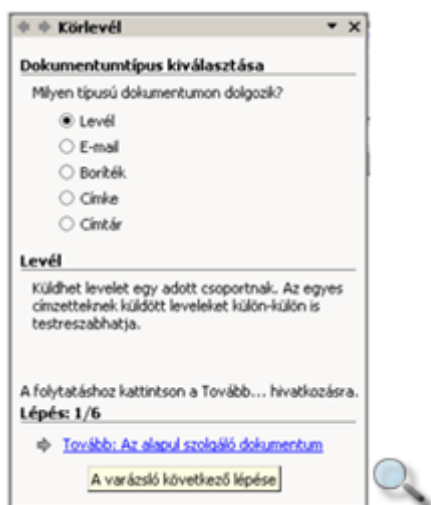 Körlevél
Dokumentumtípus kiválasztása
Milyen típusú dokumentumon dolgozik?
Levél
E-mail
Boríték
Címke
Címtár
Levél
Küldhet levelet egy adott csoportnak. Az egyes
címzetteknek küldött leveleket külön-külön is
testreszabhatja.
A folytatáshoz kattintson a Tovább... hivatkozásra.
Lépés: 1/6
Tovább: Az alapul szolgáló dokumentum
A varázsló következő lépése